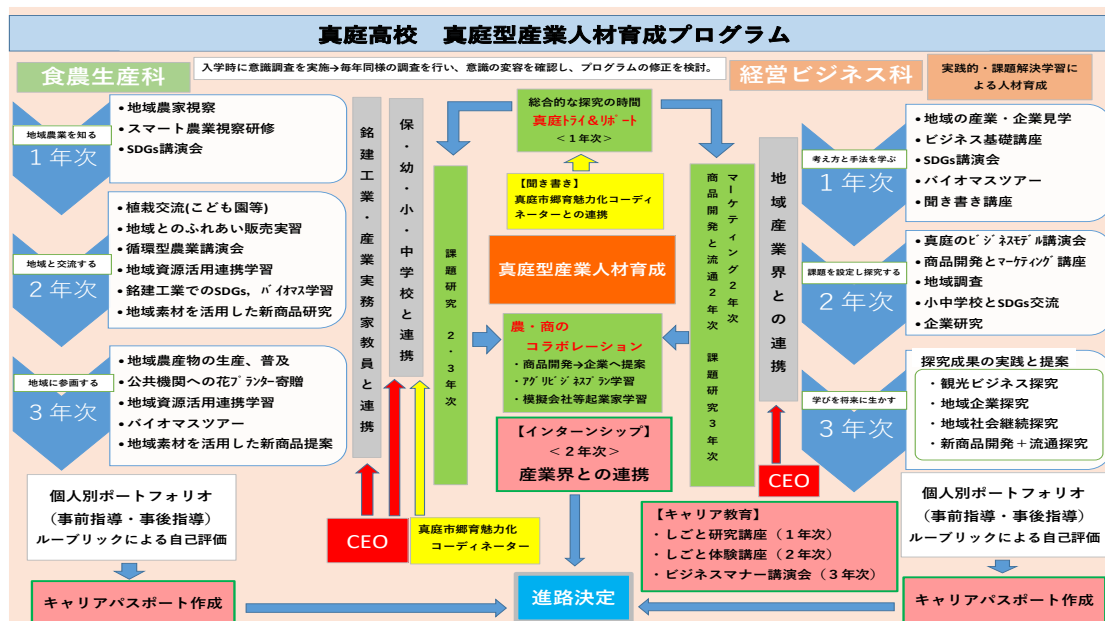 真庭高校　真庭型産業人材育成プログラム
食農生産科
入学時に意識調査を実施→毎年同様の調査を行い、意識の変容を確認し、プログラムの修正を検討。
経営ビジネス科
実践的・課題解決学習に
よる人材育成
地域農業を知る
1年次
•地域農家視察
•スマート農業視察研修
•SDGs講演会
地域と交流する
2年次
•植栽交流(こども園等)
•地域とのふれあい販売実習
•循環型農業講演会
•地域資源活用連携学習
•銘建工業でのSDGs，バイオマス学習
•地域素材を活用した新商品研究
地域に参画する
3年次
•地域農産物の生産、普及
•公共機関への花プランター寄贈
•地域資源活用連携学習
•バイオマスツアー
•地域素材を活用した新商品提案
個人別ポートフォリオ
（事前指導・事後指導）
ルーブリックによる自己評価
キャリアパスポート作成
銘建工業・産業実務家教員と連携
保・幼・小・中学校と連携
CEO
真庭市郷育魅力化
コーディネーター
課題研究　2・3年次
総合的な探究の時間
真庭トライ＆リポート
＜1年次＞
【聞き書き】
真庭市郷育魅力化コーディ
ネーターとの連携
真庭型産業人材育成
農・商の
コラボレーション
・商品開発→企業へ提案
・アグリビジネスプラン学習
・模擬会社等起業家学習
【インターンシップ】
＜2年次＞
産業界との連携
進路決定
マーケティング2年次
商品開発と流通2年次　課題研究3年次
地域産業界との連携
CEO
【キャリア教育】
・しごと研究講座（1年次）
・しごと体験講座（2年次）
・ビジネスマナー講演会（3年次）
考え方と手法を学ぶ
1年次
•地域の産業・企業見学
•ビジネス基礎講座
•SDGs講演会
•バイオマスツアー
•聞き書き講座
課題を設定し探究する
2年次
•真庭のビジネスモデル講演会
•商品開発とマーケティング講座
•地域調査
•小中学校とSDGs交流
•企業研究
学びを将来に生かす
3年次
探究成果の実践と提案
・観光ビジネス探究
・地域企業探究
・地域社会継続探究
・新商品開発＋流通探究
個人別ポートフォリオ
（事前指導・事後指導）
ルーブリックによる自己評価
キャリアパスポート作成